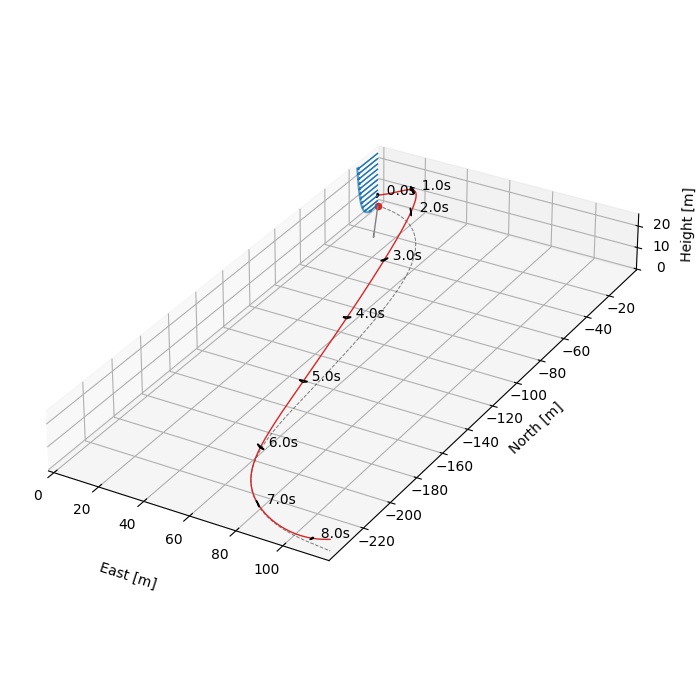 0.0s
1.0s
2.0s
3.0s
4.0s
5.0s
6.0s
7.0s
8.0s
0
20
40
60
80
100
East [m]
−220
−200
−180
−160
−140
−120
−100
−80
−60
−40
−20
North [m]
0
10
20
Height [m]